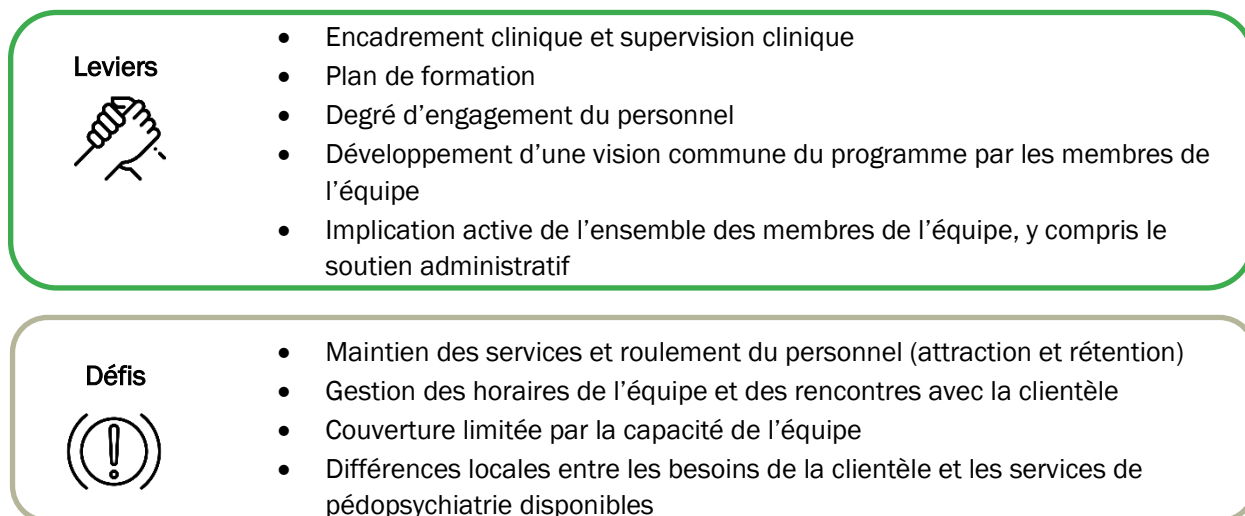 Leviers
• Encadrement clinique et supervision clinique
• Plan de formation
• Degré d’engagement du personnel
• Développement d’une vision commune du programme par les membres de
l’équipe
• Implication active de l’ensemble des membres de l’équipe, y compris le
soutien administratif
Défis
• Maintien des services et roulement du personnel (attraction et rétention)
• Gestion des horaires de l’équipe et des rencontres avec la clientèle
• Couverture limitée par la capacité de l’équipe
• Différences locales entre les besoins de la clientèle et les services de
pédopsychiatrie disponibles